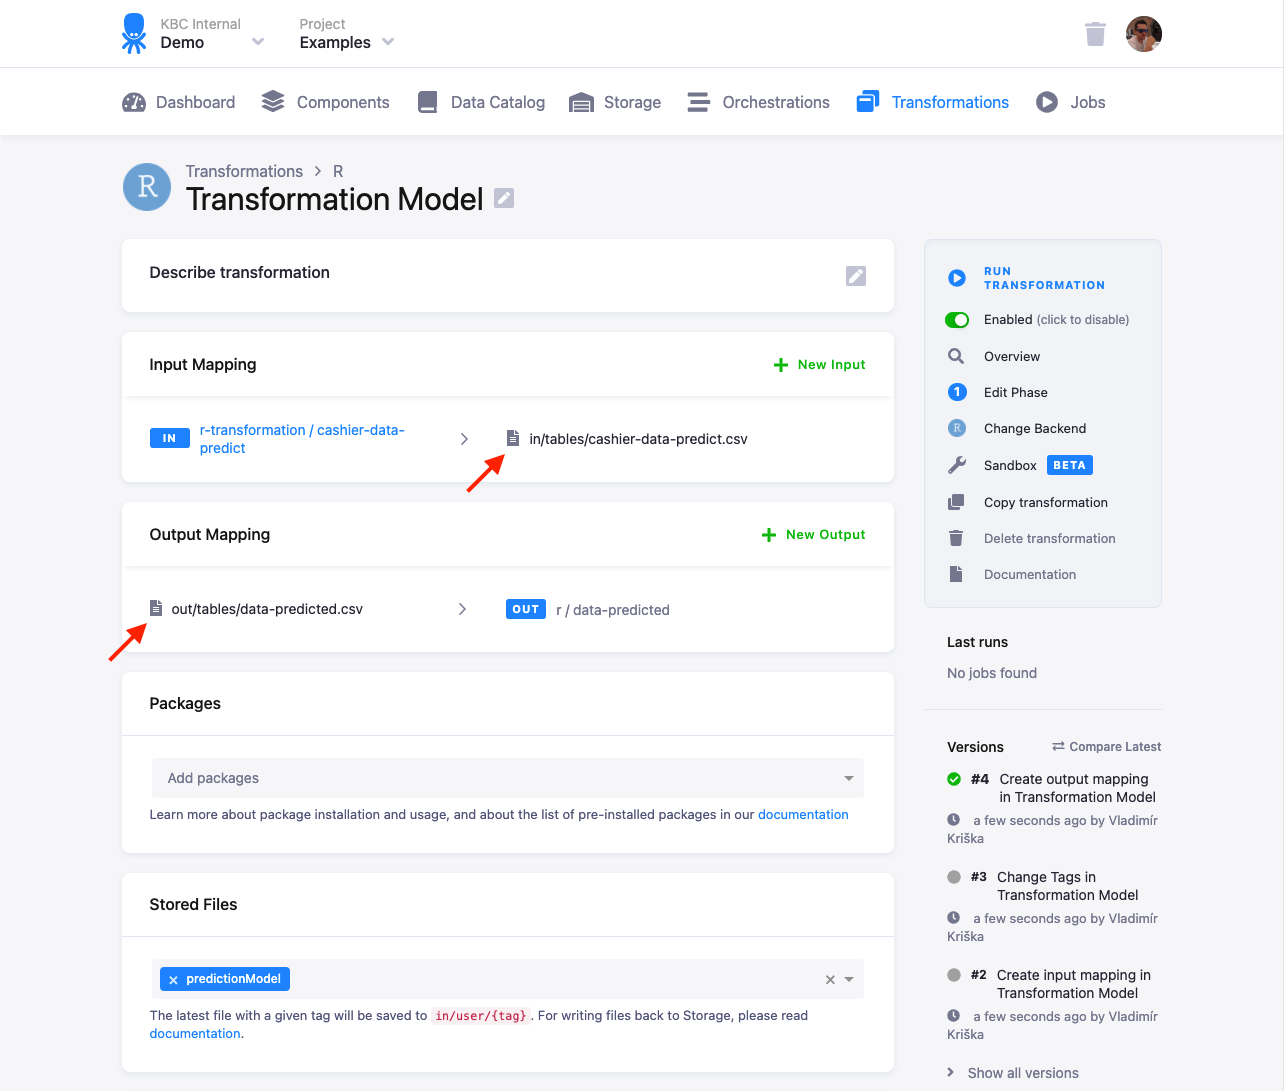 KBC Internal
Demo
Project
Examples
Dashboard
Components
Data Catalog
Storage
Orchestrations
Transformations
Jobs
R
Transformations > R
Transformation Model
Describe transformation
Input Mapping
New Input
IN
r-transformation / cashier-data-
predict
in/tables/cashier-data-predict.csv
Output Mapping
New Output
out/tables/data-predicted.csv
OUT
r / data-predicted
Packages
Add packages
Learn more about package installation and usage, and about the list of pre-installed packages in our documentation
Stored Files
× predictionModel
The latest file with a given tag will be saved to in/user/{tag} . For writing files back to Storage, please read
documentation.
RUN
TRANSFORMATION
Enabled (click to disable)
Overview
1 Edit Phase
R Change Backend
Sandbox BETA
Copy transformation
Delete transformation
Documentation
Last runs
No jobs found
Versions
Compare Latest
#4 Create output mapping
in Transformation Model
a few seconds ago by Vladimír
Kriška
#3 Change Tags in
Transformation Model
a few seconds ago by Vladimír
Kriška
#2 Create input mapping in
Transformation Model
a few seconds ago by Vladimír
Kriška
Show all versions